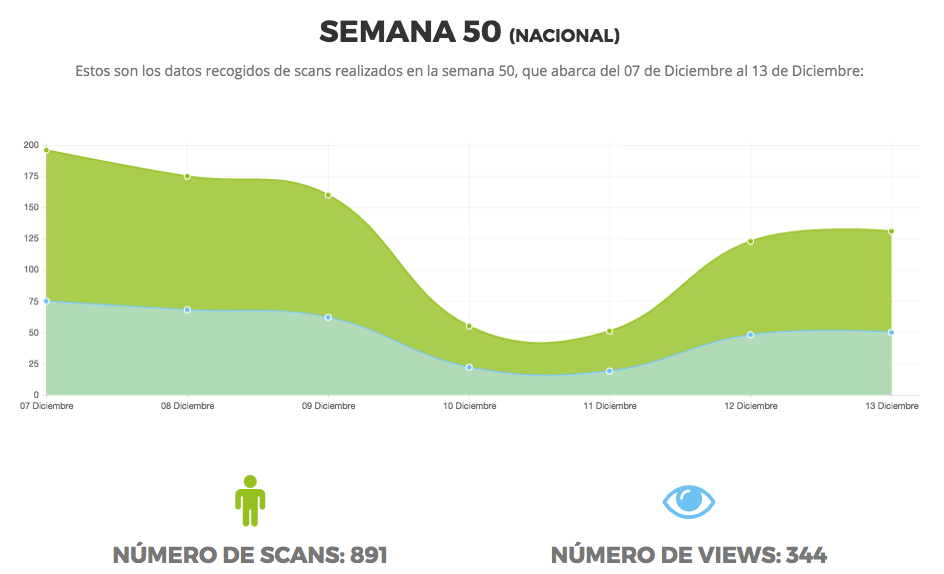 SEMANA 50 (NACIONAL)
Estos son los datos recogidos de scans realizados en la semana 50, que abarca del 07 de Diciembre al 13 de Diciembre:
200
175
150
125
100
75
50
25
0
07 Diciembre 08 Diciembre 09 Diciembre 10 Diciembre 11 Diciembre 12 Diciembre 13 Diciembre
NÚMERO DE SCANS: 891 NÚMERO DE VIEWS: 344